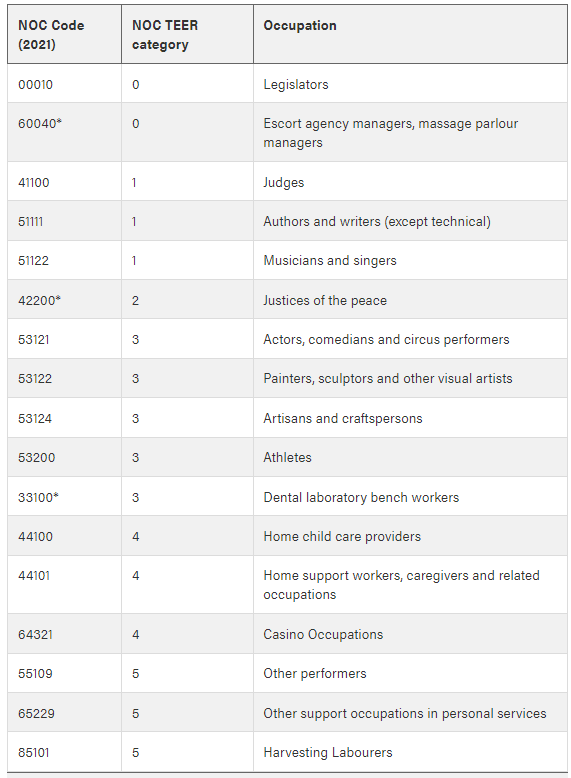 NOC Code (2021) NOC TEER category Occupation
00010 0 Legislators
60040* 0 Escort agency managers, massage parlour
managers
41100 1 Judges
51111 1 Authors and writers (except technical)
51122 1 Musicians and singers
42200* 2 Justices of the peace
53121 3 Actors, comedians and circus performers
53122 3 Painters, sculptors and other visual artists
53124 3 Artisans and craftspersons
53200 3 Athletes
33100* 3 Dental laboratory bench workers
44100 4 Home child care providers
44101 4 Home support workers, caregivers and related
occupations
64321 4 Casino Occupations
55109 5 Other performers
65229 5 Other support occupations in personal services
85101 5 Harvesting Labourers